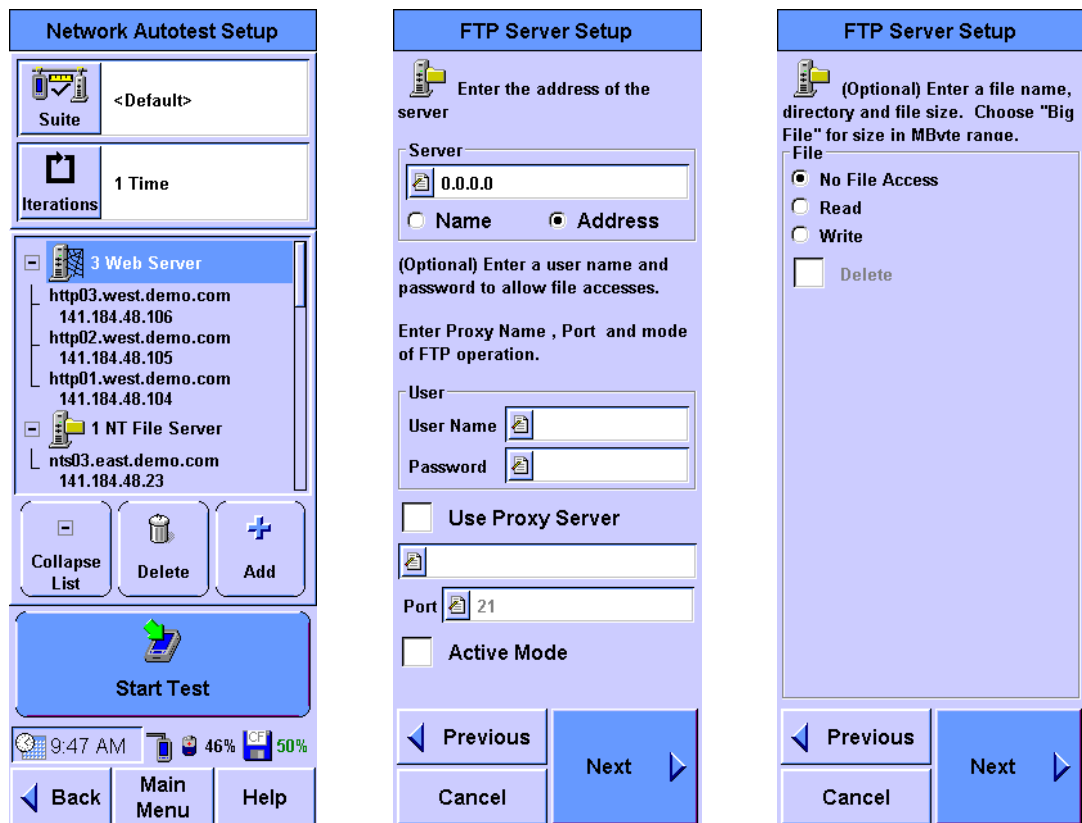 Network Autotest Setup
Suite
<Default>
Iterations
1 Time
3 Web Server
http03.west.demo.com
141.184.48.106
http02.west.demo.com
141.184.48.105
http01.west.demo.com
141.184.48.104
1 NT File Server
nts03.east.demo.com
141.184.48.23
Collapse
List
Delete
Add
Start Test
9:47 AM
46%
CF
50%
Back
Main
Menu
Help
FTP Server Setup
Enter the address of the
server
Server
0.0.0.0
Name
Address
(Optional) Enter a user name and
password to allow file accesses.
Enter Proxy Name , Port and mode
of FTP operation.
User
User Name
Password
Use Proxy Server
Port
21
Active Mode
Previous
Next
Cancel
FTP Server Setup
(Optional) Enter a file name,
directory and file size. Choose "Big
File" for size in MByte range.
File
No File Access
Read
Write
Delete
Previous
Next
Cancel